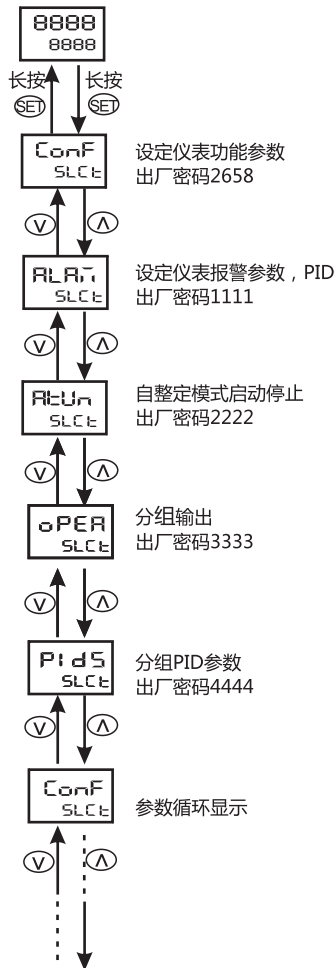 8888
8888
长按 长按
SET SET
ConF
SLCt
设定仪表功能参数
出厂密码2658
∨ ∧
ALAM
SLCt
设定仪表报警参数，PID
出厂密码1111
∨ ∧
AtUn
SLCt
自整定模式启动停止
出厂密码2222
∨ ∧
oPEA
SLCt
分组输出
出厂密码3333
∨ ∧
PIdS
SLCt
分组PID参数
出厂密码4444
∨ ∧
ConF
SLCt
参数循环显示
∨ ∧